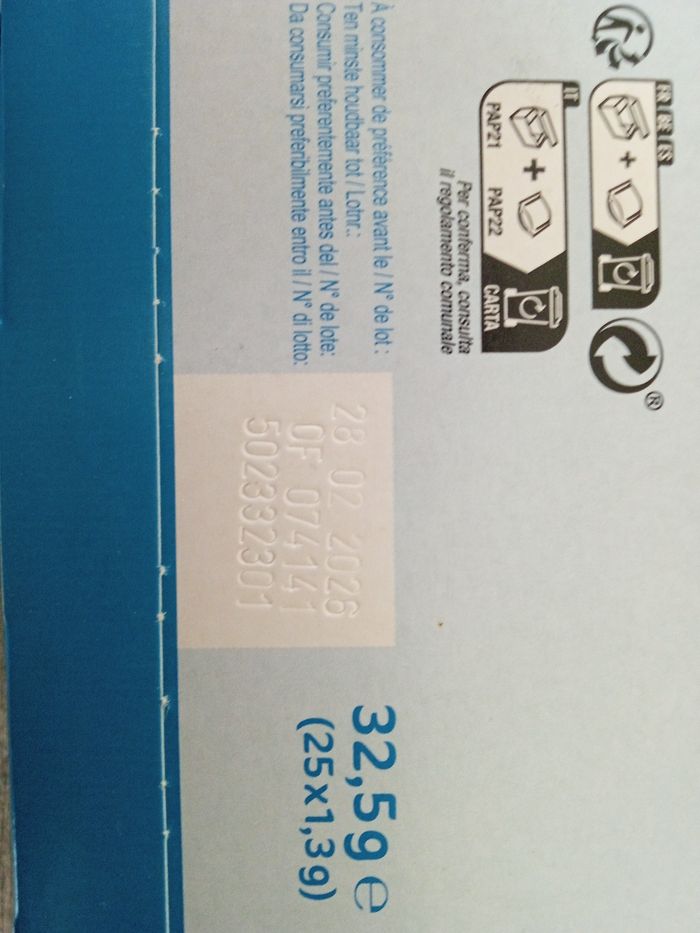 FR BE ES
IT
PAP21 PAP22 CARTA
Per conferma, consulta
il regolamento comunale
®
À consommer de préférence avant le / N° de lot :
Ten minste houdbaar tot / Lotnr.:
Consumir preferentemente antes del / N° de lote:
Da consumarsi preferibilmente entro il / N° di lotto:
28 02 2026
OF 074141
502332301
32,5g e
(25x1,3g)